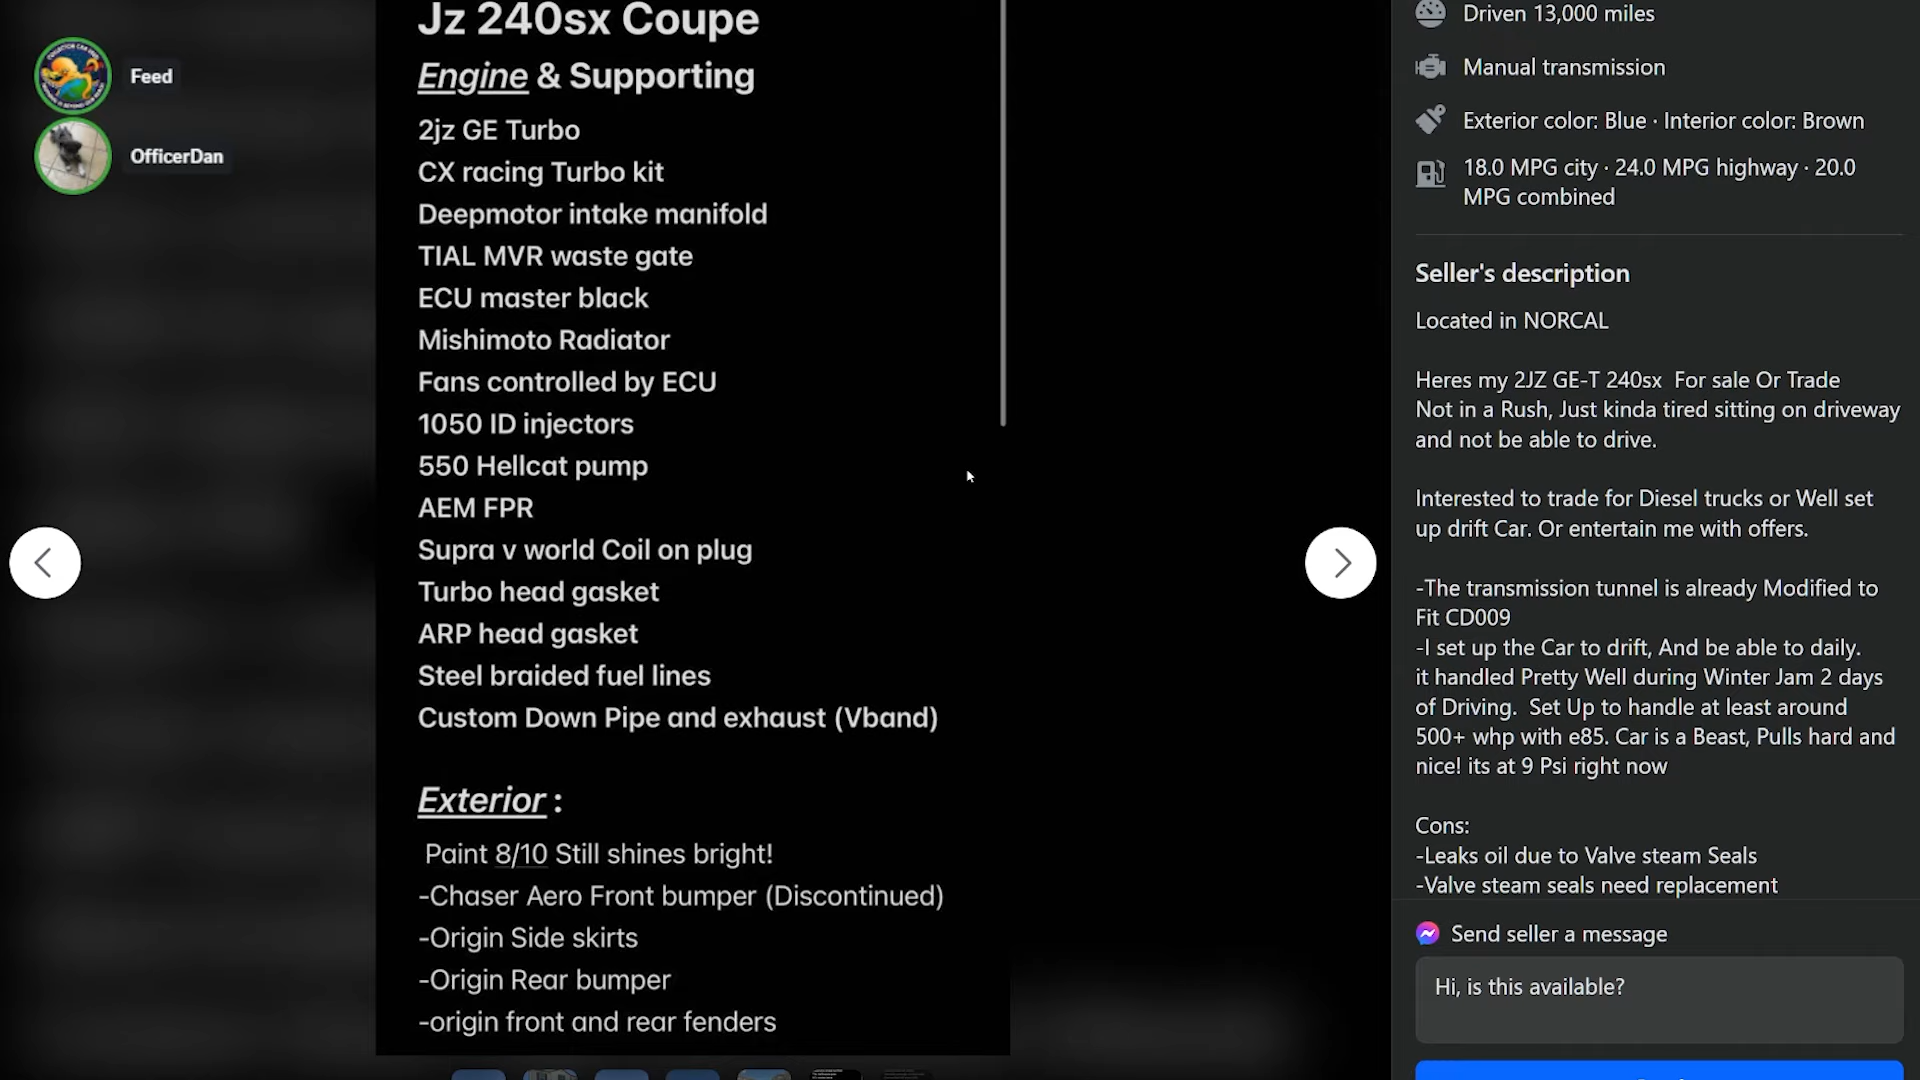 Feed
OfficerDan
Jz 240sx Coupe
Engine & Supporting
2jz GE Turbo
CX racing Turbo kit
Deepmotor intake manifold
TIAL MVR waste gate
ECU master black
Mishimoto Radiator
Fans controlled by ECU
1050 ID injectors
550 Hellcat pump
AEM FPR
Supra v world Coil on plug
Turbo head gasket
ARP head gasket
Steel braided fuel lines
Custom Down Pipe and exhaust (Vband)
Exterior :
Paint 8/10 Still shines bright!
-Chaser Aero Front bumper (Discontinued)
-Origin Side skirts
-Origin Rear bumper
-origin front and rear fenders
Driven 13,000 miles
Manual transmission
Exterior color: Blue · Interior color: Brown
18.0 MPG city · 24.0 MPG highway · 20.0
MPG combined
Seller's description
Located in NORCAL
Heres my 2JZ GE-T 240sx For sale Or Trade
Not in a Rush, Just kinda tired sitting on driveway
and not be able to drive.
Interested to trade for Diesel trucks or Well set
up drift Car. Or entertain me with offers.
-The transmission tunnel is already Modified to
Fit CD009
-I set up the Car to drift, And be able to daily.
it handled Pretty Well during Winter Jam 2 days
of Driving. Set Up to handle at least around
500+ whp with e85. Car is a Beast, Pulls hard and
nice! its at 9 Psi right now
Cons:
-Leaks oil due to Valve steam Seals
-Valve steam seals need replacement
Send seller a message
Hi, is this available?